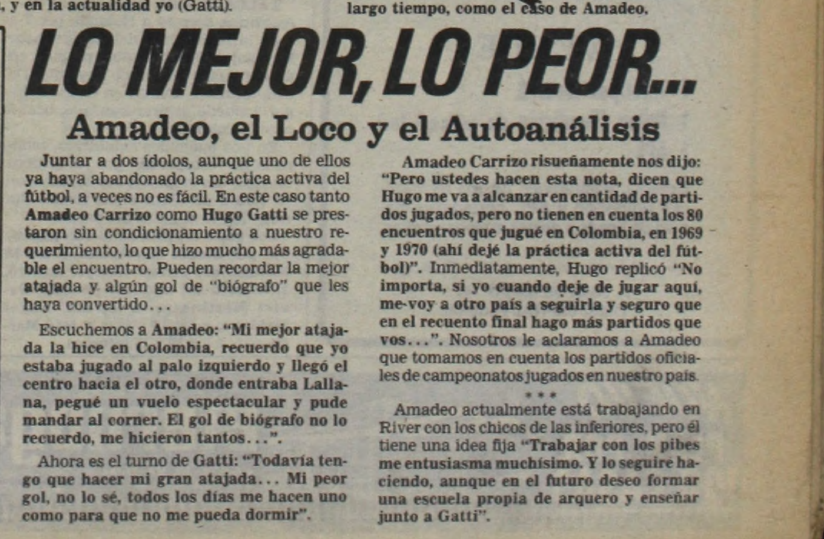 , y en la actualidad yo (Gatti).
largo tiempo, como el caso de Amadeo.
LO MEJOR, LO PEOR...
Amadeo, el Loco y el Autoanálisis
Juntar a dos ídolos, aunque uno de ellos
ya haya abandonado la práctica activa del
fútbol, a veces no es fácil. En este caso tanto
Amadeo Carrizo como Hugo Gatti se pres-
taron sin condicionamiento a nuestro re-
querimiento, lo que hizo mucho más agrada-
ble el encuentro. Pueden recordar la mejor
atajada y algún gol de "biógrafo" que les
haya convertido...
Escuchemos a Amadeo: "Mi mejor ataja-
da la hice en Colombia, recuerdo que yo
estaba jugado al palo izquierdo y llegó el
centro hacia el otro, donde entraba Lalla-
na, pegué un vuelo espectacular y pude
mandar al corner. El gol de biógrafo no lo
recuerdo, me hicieron tantos...".
Ahora es el turno de Gatti: "Todavía ten-
go que hacer mi gran atajada... Mi peor
gol, no lo sé, todos los días me hacen uno
como para que no me pueda dormir".
Amadeo Carrizo risueñamente nos dijo:
"Pero ustedes hacen esta nota, dicen que
Hugo me va a alcanzar en cantidad de parti-
dos jugados, pero no tienen en cuenta los 80
encuentros que jugué en Colombia, en 1969
y 1970 (ahí dejé la práctica activa del fút-
bol)". Inmediatamente, Hugo replicó "No
importa, si yo cuando deje de jugar aquí,
me voy a otro país a seguirla y seguro que
en el recuento final hago más partidos que
vos...". Nosotros le aclaramos a Amadeo
que tomamos en cuenta los partidos oficia-
les de campeonatos jugados en nuestro país.
* * *
Amadeo actualmente está trabajando en
River con los chicos de las inferiores, pero él
tiene una idea fija "Trabajar con los pibes
me entusiasma muchísimo. Y lo seguiré ha-
ciendo, aunque en el futuro deseo formar
una escuela propia de arquero y enseñar
junto a Gatti".